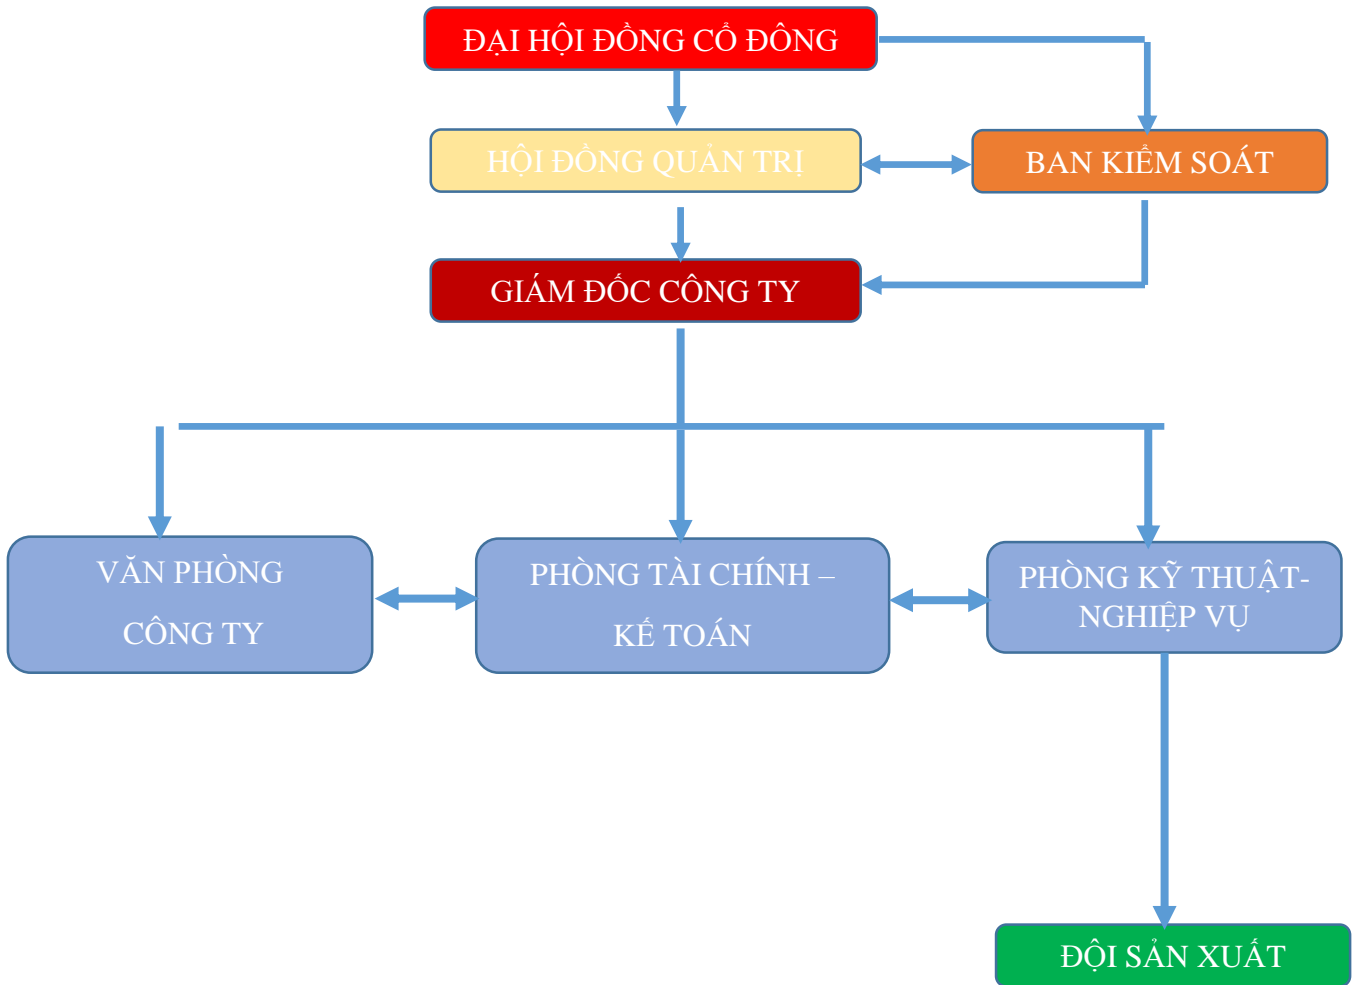 ĐẠI HỘI ĐỒNG CỔ ĐÔNG
HỘI ĐỒNG QUẢN TRỊ
BAN KIỂM SOÁT
GIÁM ĐỐC CÔNG TY
VĂN PHÒNG
CÔNG TY
PHÒNG TÀI CHÍNH –
KẾ TOÁN
PHÒNG KỸ THUẬT-
NGHIỆP VỤ
ĐỘI SẢN XUẤT